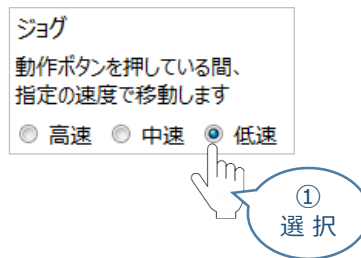 ジョグ
動作ボタンを押している間、
指定の速度で移動します
高速 中速 低速
①
選 択